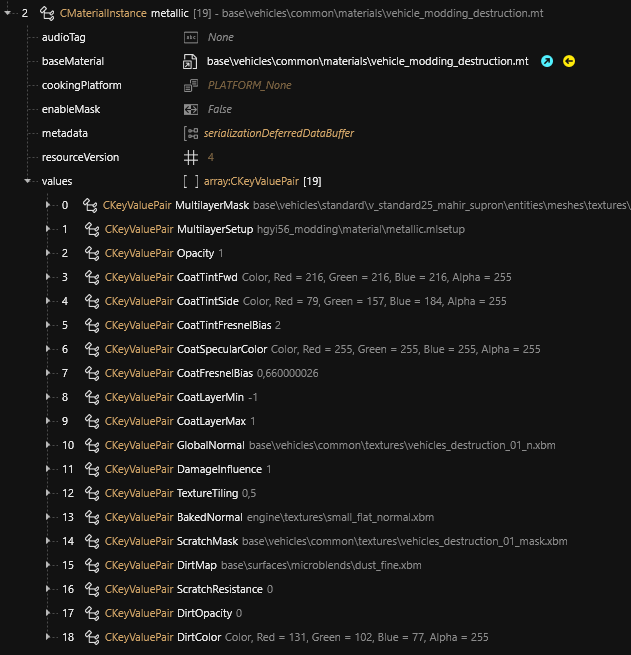 2 CMaterialInstance metallic [19] - base\vehicles\common\materials\vehicle_modding_destruction.mt
audioTag abc None
baseMaterial base\vehicles\common\materials\vehicle_modding_destruction.mt
cookingPlatform PLATFORM_None
enableMask False
metadata serializationDeferredDataBuffer
resourceVersion 4
values [ ] array:CKeyValuePair [19]
0 CKeyValuePair MultilayerMask base\vehicles\standard\v_standard25_mahir_supron\entities\meshes\textures\
1 CKeyValuePair MultilayerSetup hgyi56_modding\material\metallic.mlsetup
2 CKeyValuePair Opacity 1
3 CKeyValuePair CoatTintFwd Color, Red = 216, Green = 216, Blue = 216, Alpha = 255
4 CKeyValuePair CoatTintSide Color, Red = 79, Green = 157, Blue = 184, Alpha = 255
5 CKeyValuePair CoatTintFresnelBias 2
6 CKeyValuePair CoatSpecularColor Color, Red = 255, Green = 255, Blue = 255, Alpha = 255
7 CKeyValuePair CoatFresnelBias 0,660000026
8 CKeyValuePair CoatLayerMin -1
9 CKeyValuePair CoatLayerMax 1
10 CKeyValuePair GlobalNormal base\vehicles\common\textures\vehicles_destruction_01_n.xbm
11 CKeyValuePair DamageInfluence 1
12 CKeyValuePair TextureTiling 0,5
13 CKeyValuePair BakedNormal engine\textures\small_flat_normal.xbm
14 CKeyValuePair ScratchMask base\vehicles\common\textures\vehicles_destruction_01_mask.xbm
15 CKeyValuePair DirtMap base\surfaces\microblends\dust_fine.xbm
16 CKeyValuePair ScratchResistance 0
17 CKeyValuePair DirtOpacity 0
18 CKeyValuePair DirtColor Color, Red = 131, Green = 102, Blue = 77, Alpha = 255